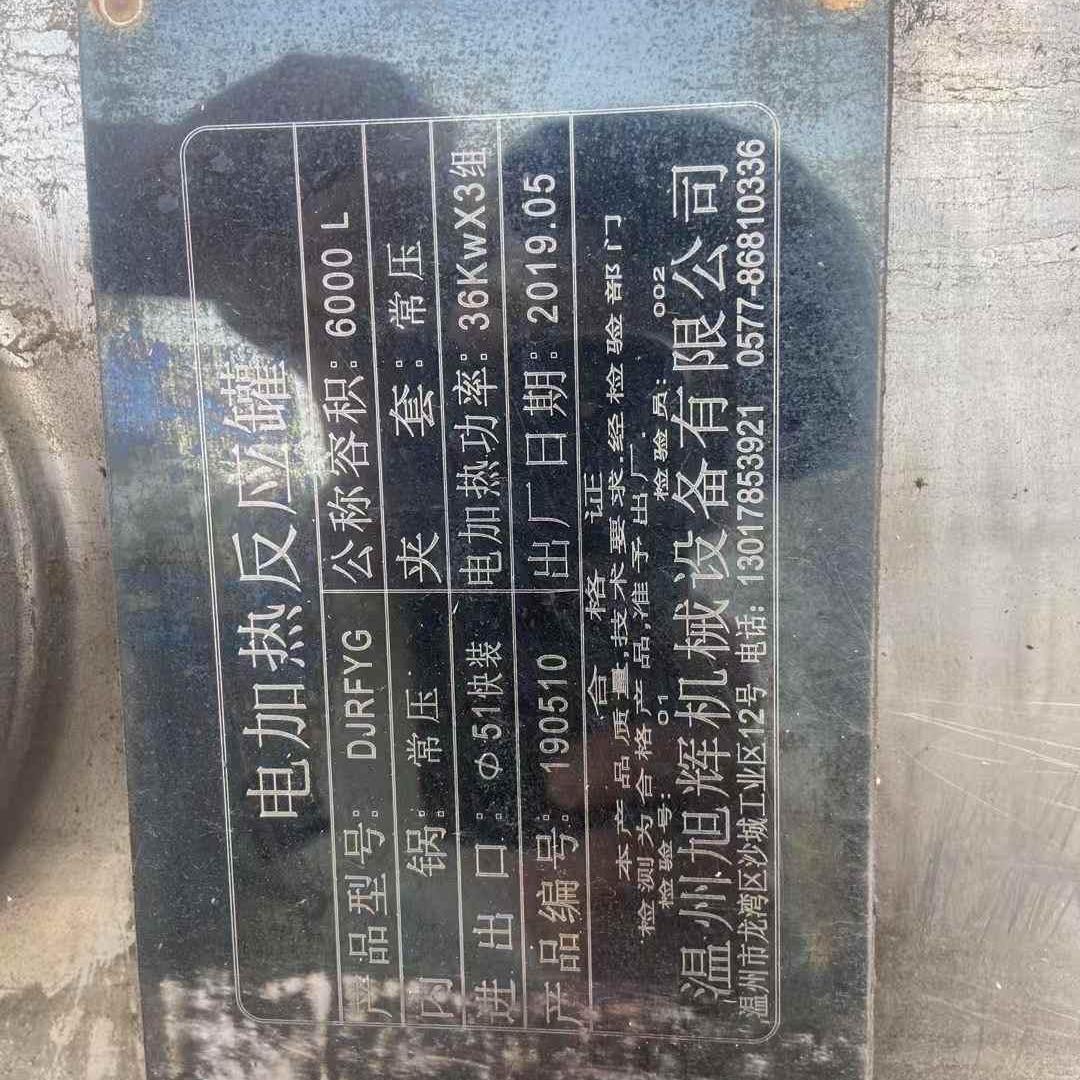 电加热反应罐
产品型号: DJRFYG 公称容积: 6000 L
内锅: 常压 夹套: 常压
进出口: Φ51快装 电加热功率: 36KwX3组
产品编号: 190510 出厂日期: 2019.05
合格证
本产品质量,技术要求.经检验部门
检测为合格产品,准予出厂.
检验号: 01 检验员: 002
温州旭辉机械设备有限公司
温州市龙湾区沙城工业区12号 电话: 13017853921 0577-86810336